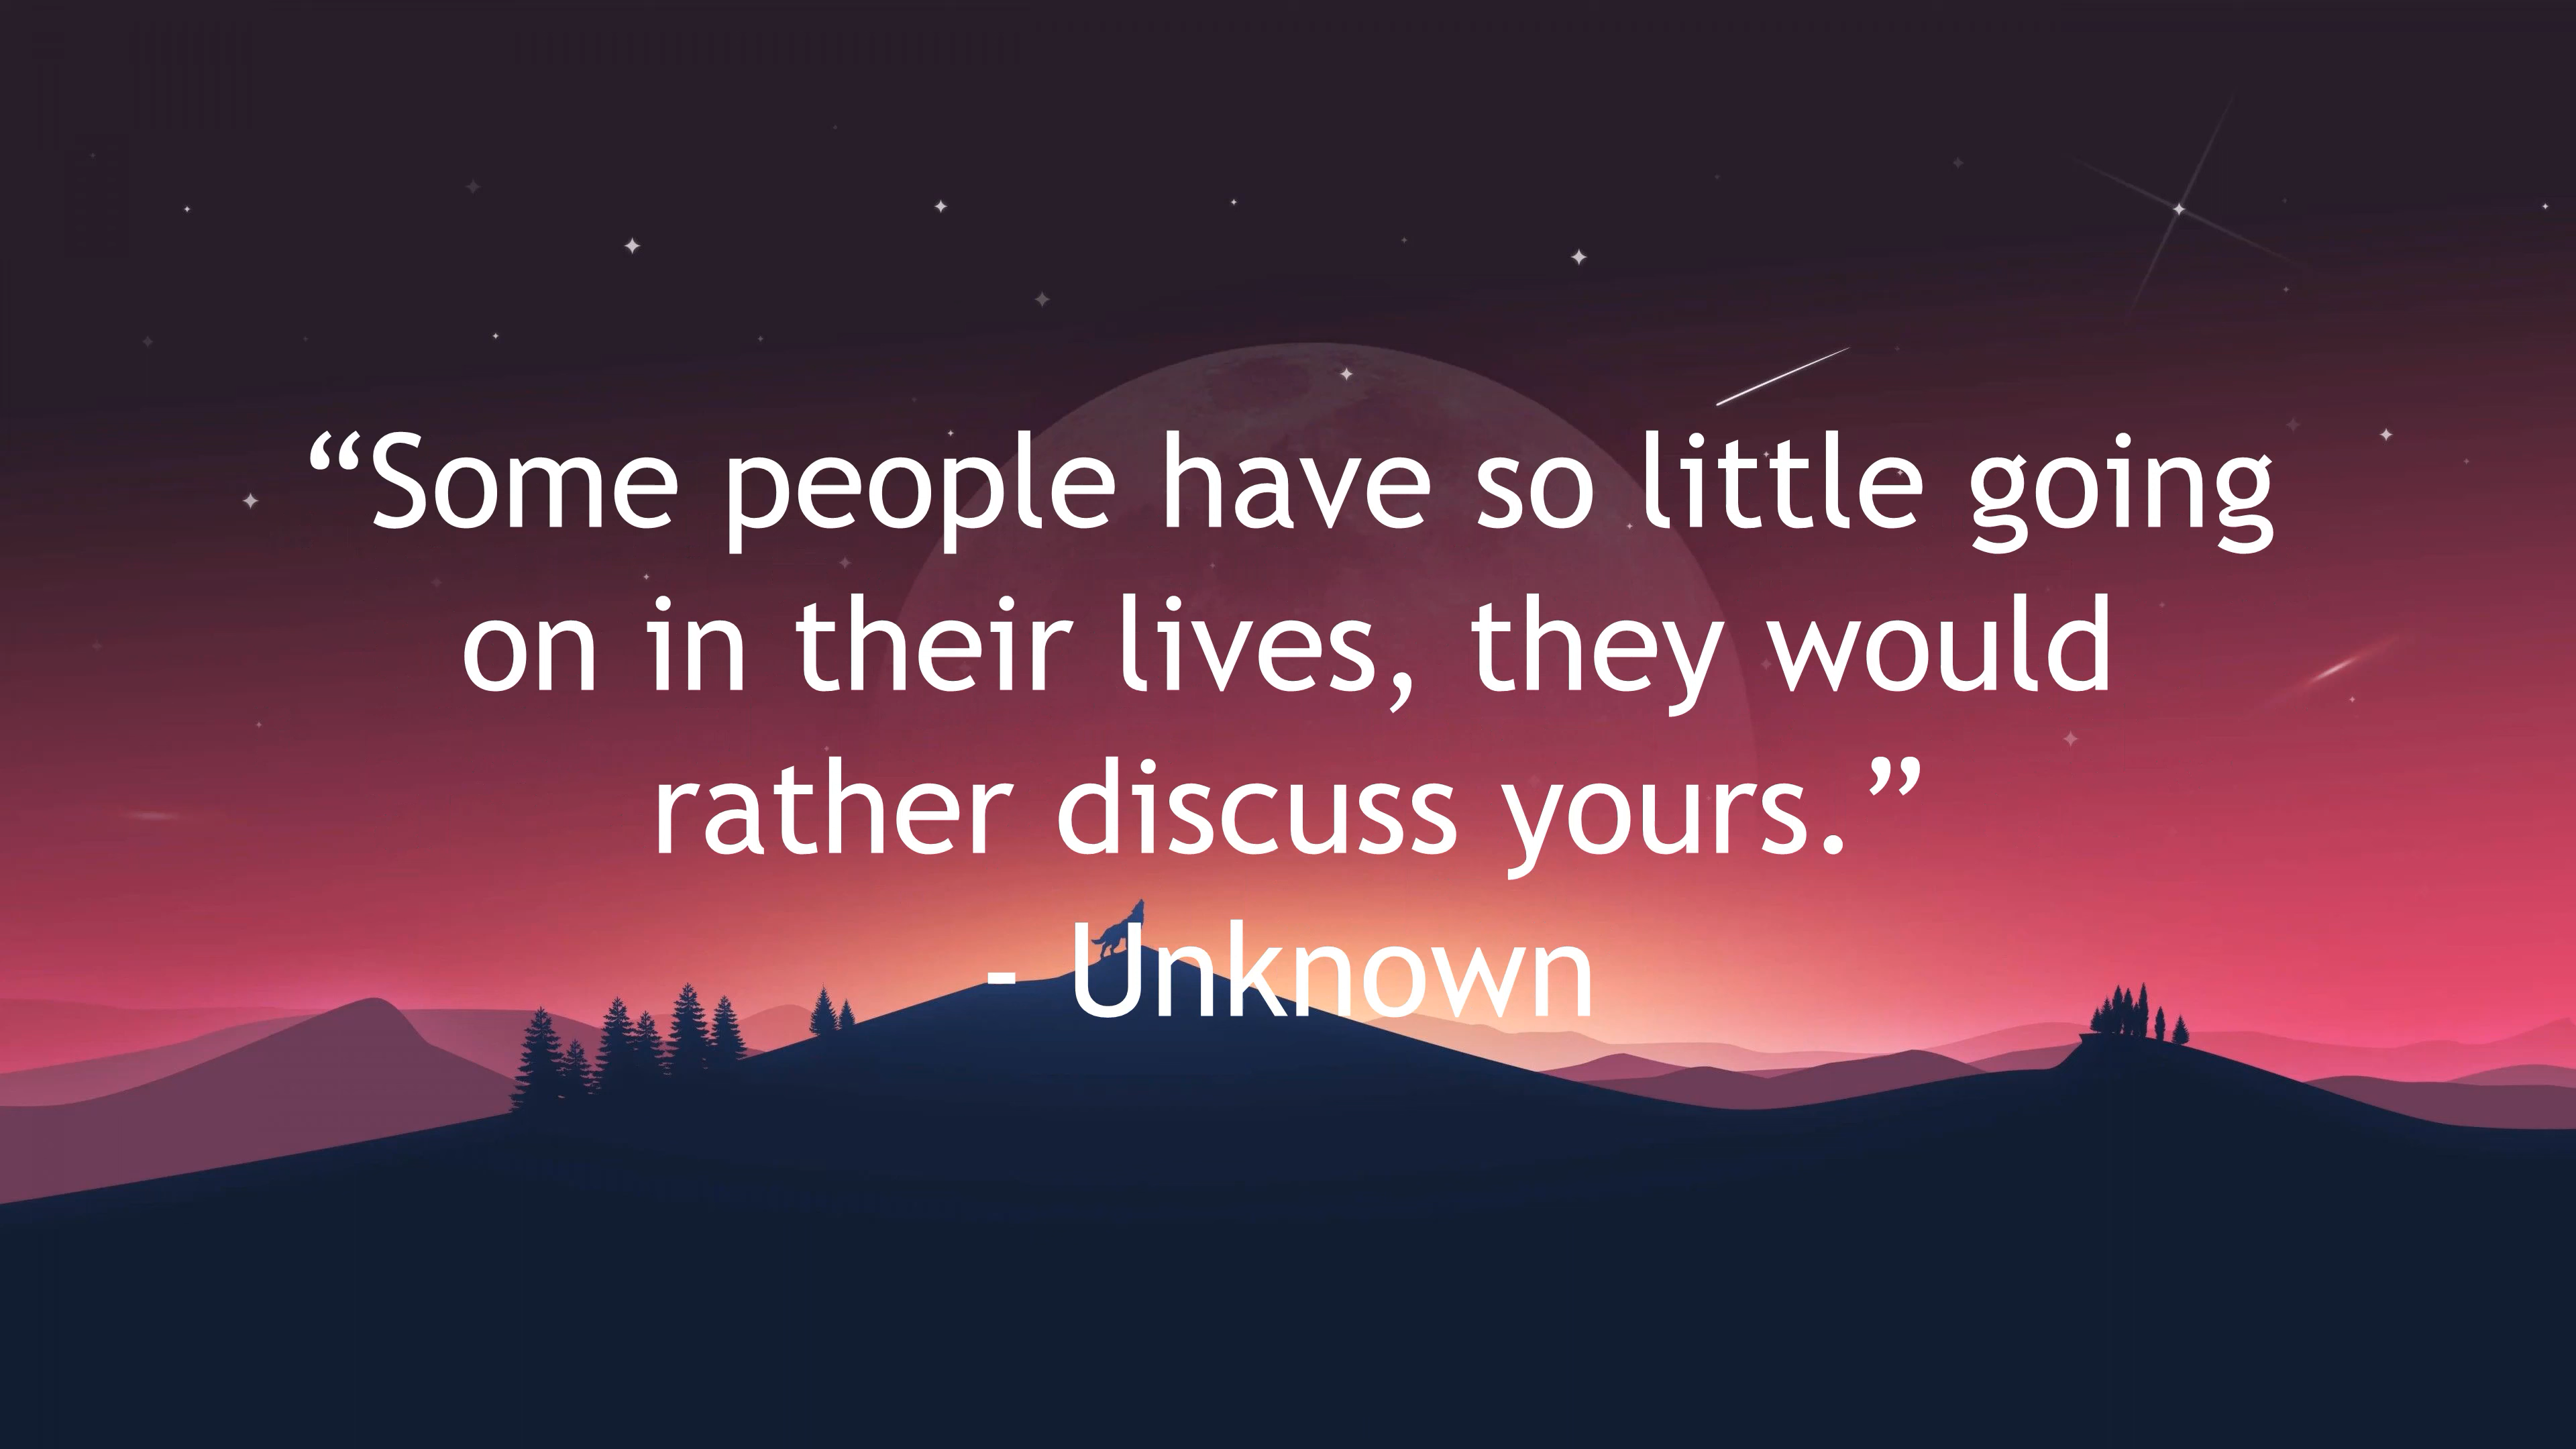 “Some people have so little going
on in their lives, they would
rather discuss yours.”
- Unknown